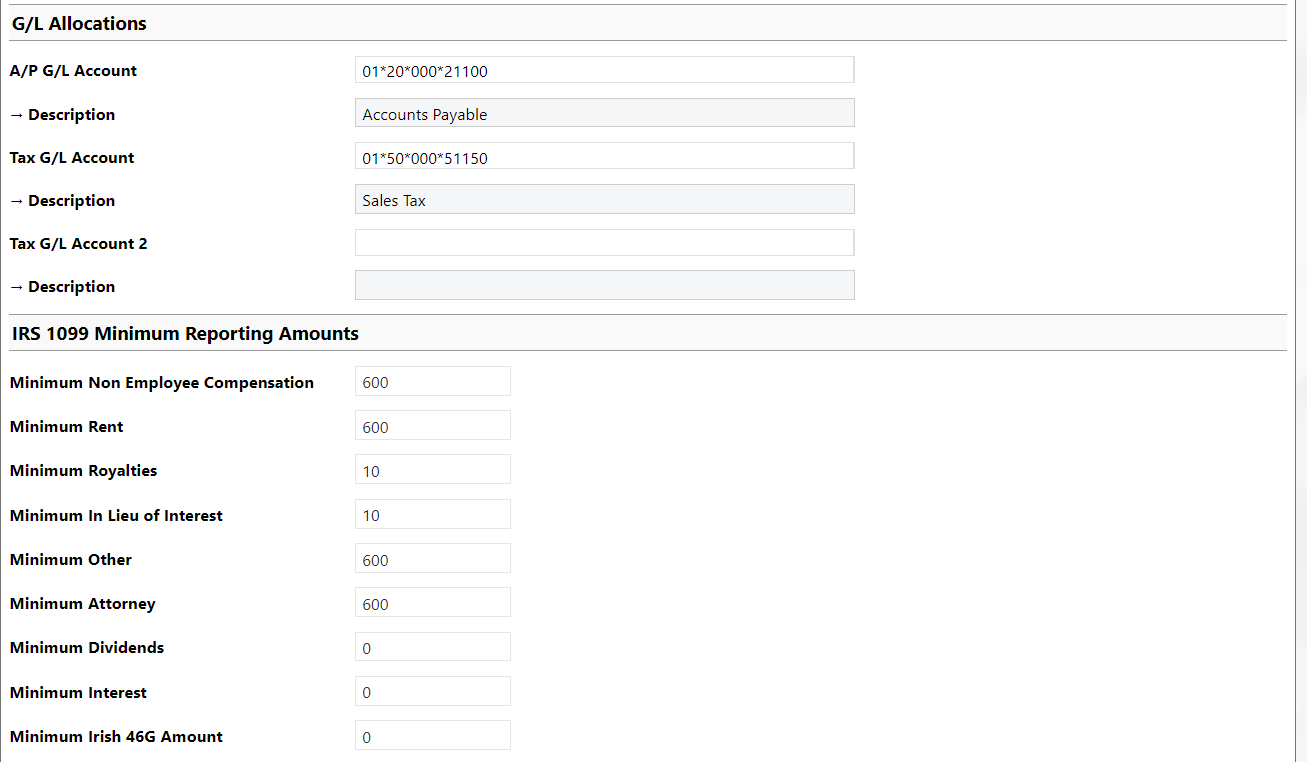 G/L Allocations
A/P G/L Account 01*20*000*21100
→ Description Accounts Payable
Tax G/L Account 01*50*000*51150
→ Description Sales Tax
Tax G/L Account 2
→ Description
IRS 1099 Minimum Reporting Amounts
Minimum Non Employee Compensation 600
Minimum Rent 600
Minimum Royalties 10
Minimum In Lieu of Interest 10
Minimum Other 600
Minimum Attorney 600
Minimum Dividends 0
Minimum Interest 0
Minimum Irish 46G Amount 0